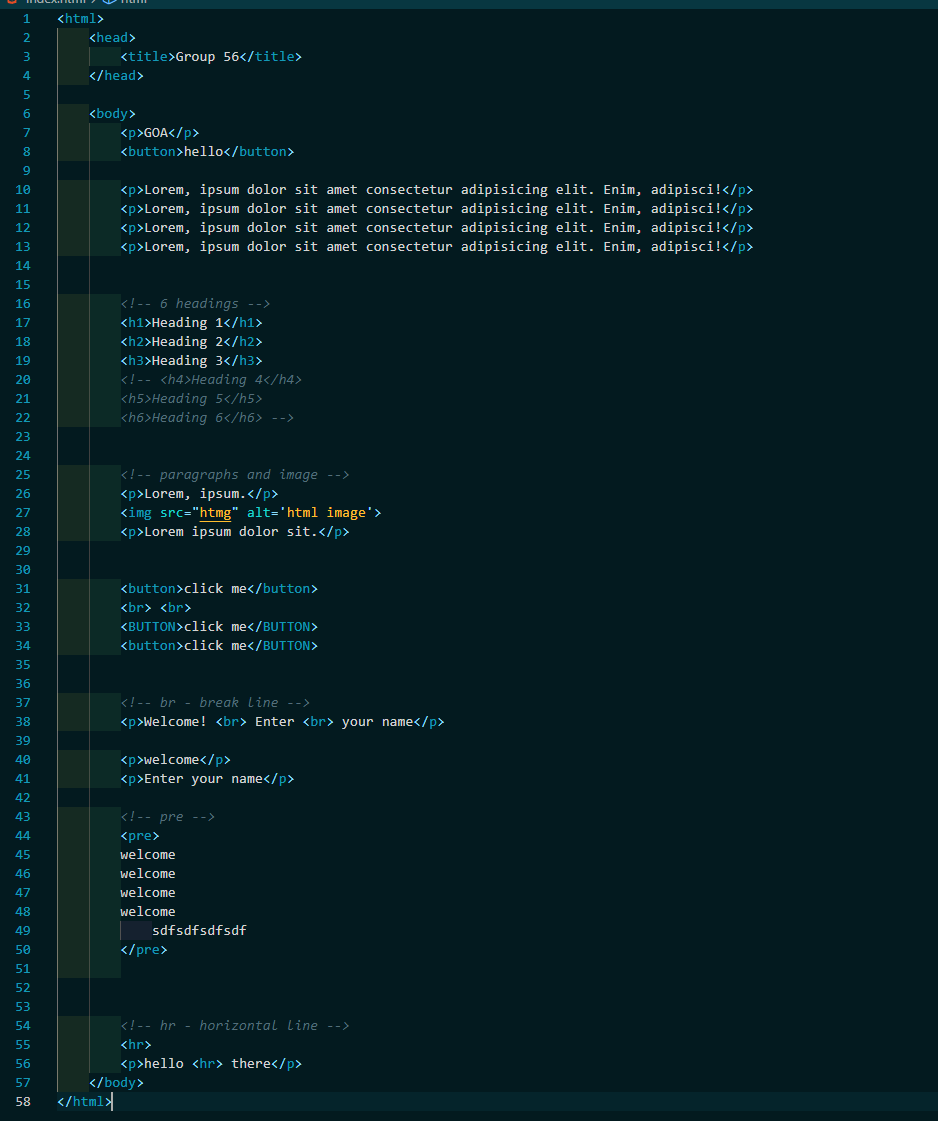 index.html > html
1 <html>
2 <head>
3 <title>Group 56</title>
4 </head>
5
6 <body>
7 <p>GOA</p>
8 <button>hello</button>
9
10 <p>Lorem, ipsum dolor sit amet consectetur adipisicing elit. Enim, adipisci!</p>
11 <p>Lorem, ipsum dolor sit amet consectetur adipisicing elit. Enim, adipisci!</p>
12 <p>Lorem, ipsum dolor sit amet consectetur adipisicing elit. Enim, adipisci!</p>
13 <p>Lorem, ipsum dolor sit amet consectetur adipisicing elit. Enim, adipisci!</p>
14
15
16 <!-- 6 headings -->
17 <h1>Heading 1</h1>
18 <h2>Heading 2</h2>
19 <h3>Heading 3</h3>
20 <!-- <h4>Heading 4</h4>
21 <h5>Heading 5</h5>
22 <h6>Heading 6</h6> -->
23
24
25 <!-- paragraphs and image -->
26 <p>Lorem, ipsum.</p>
27 <img src="htmg" alt='html image'>
28 <p>Lorem ipsum dolor sit.</p>
29
30
31 <button>click me</button>
32 <br> <br>
33 <BUTTON>click me</BUTTON>
34 <button>click me</BUTTON>
35
36
37 <!-- br - break line -->
38 <p>Welcome! <br> Enter <br> your name</p>
39
40 <p>welcome</p>
41 <p>Enter your name</p>
42
43 <!-- pre -->
44 <pre>
45 welcome
46 welcome
47 welcome
48 welcome
49 sdfsdfsdfsdf
50 </pre>
51
52
53
54 <!-- hr - horizontal line -->
55 <hr>
56 <p>hello <hr> there</p>
57 </body>
58 </html>